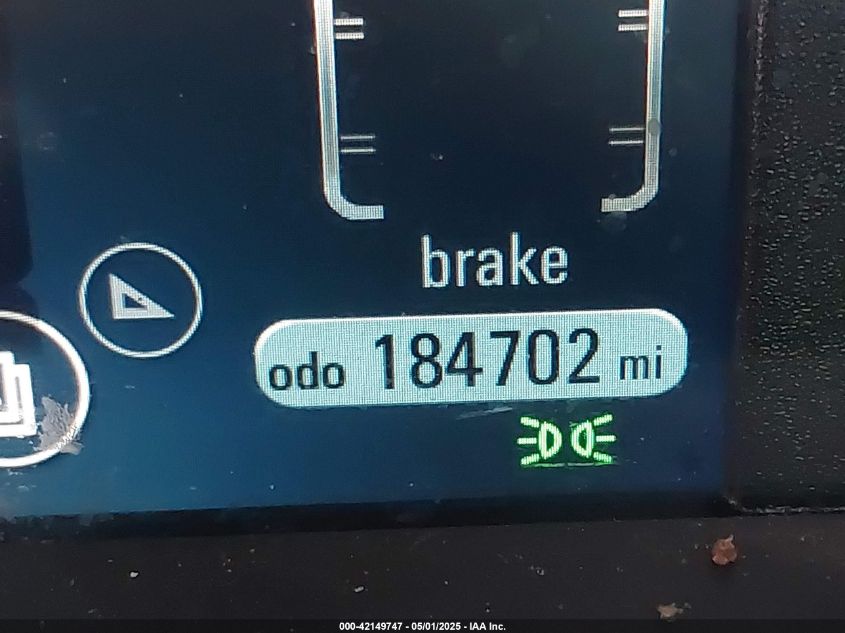 brake
odo 184702 mi
000-42149747 - 05/01/2025 - IAA Inc.